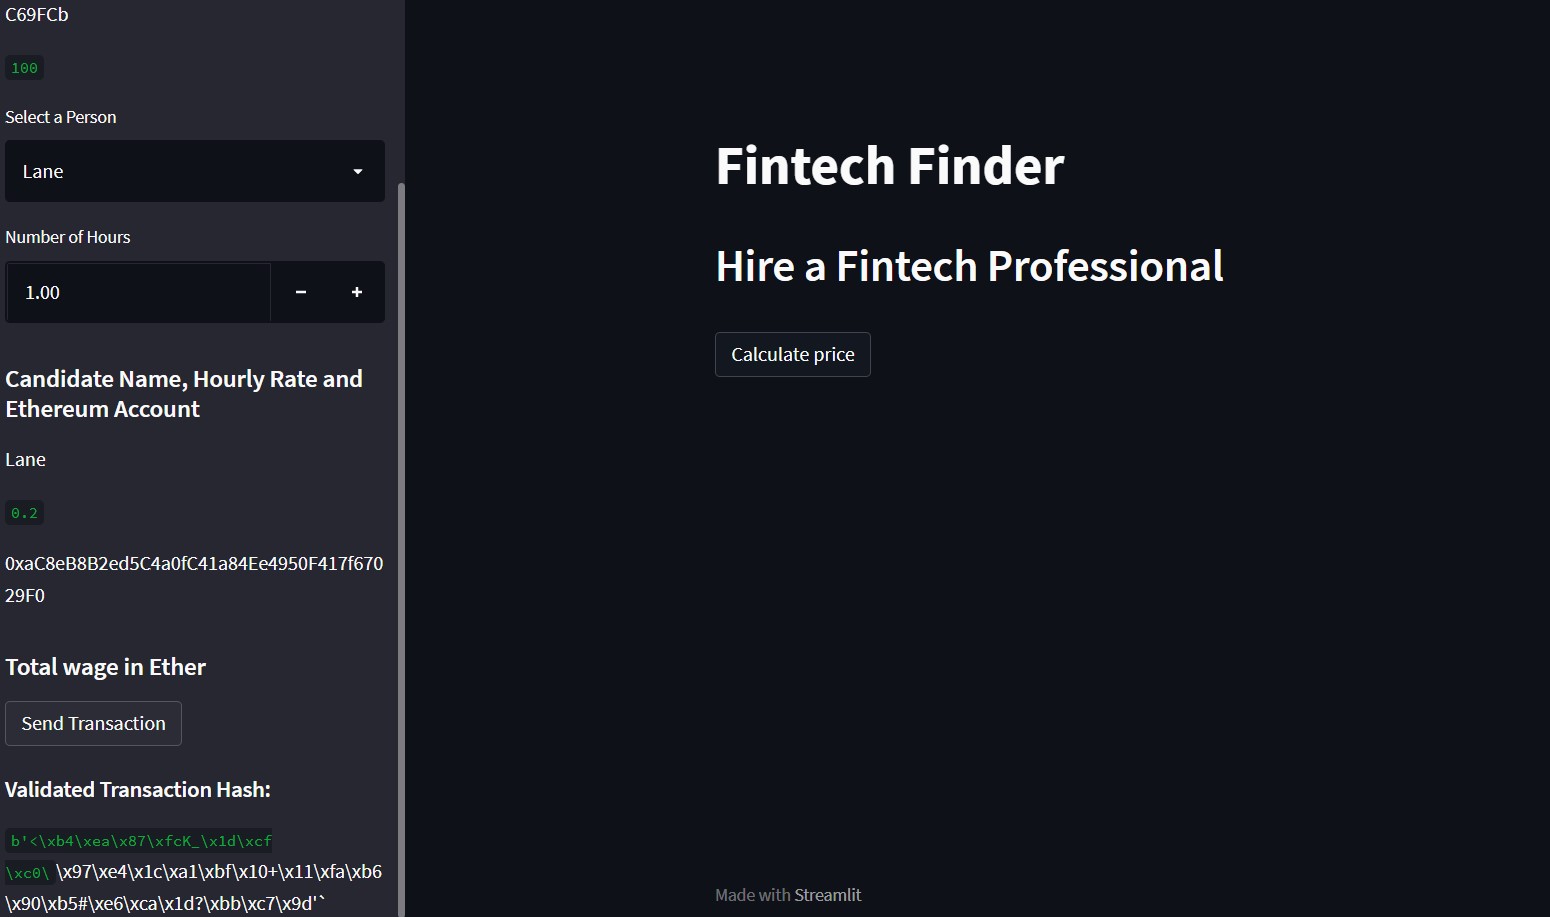 C69FCb
100
Select a Person
Lane
Number of Hours
1.00
Candidate Name, Hourly Rate and
Ethereum Account
Lane
0.2
0xaC8eB8B2ed5C4a0fC41a84Ee4950F417f670
29F0
Total wage in Ether
Send Transaction
Validated Transaction Hash:
b'<\xb4\xea\x87\xfcK_\x1d\xcf
\xc0\ \x97\xe4\x1c\xa1\xbf\x10+\x11\xfa\xb6
\x90\xb5#\xe6\xca\x1d?\xbb\xc7\x9d'`
Fintech Finder
Hire a Fintech Professional
Calculate price
Made with Streamlit